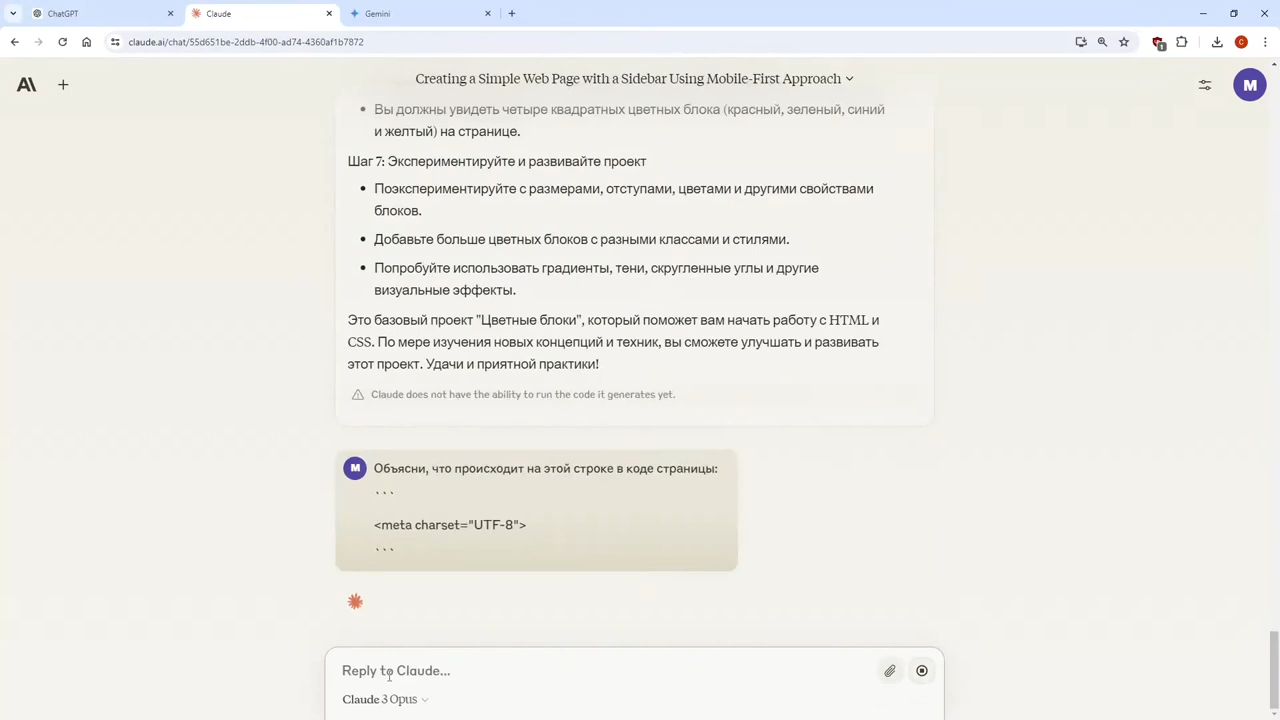 ChatGPT
Claude
Gemini
claude.ai/chat/55d651be-2ddb-4f00-ad74-4360af1b7872
Creating a Simple Web Page with a Sidebar Using Mobile-First Approach
M
Вы должны увидеть четыре квадратных цветных блока (красный, зеленый, синий
и желтый) на странице.
Шаг 7: Экспериментируйте и развивайте проект
Поэкспериментируйте с размерами, отступами, цветами и другими свойствами
блоков.
Добавьте больше цветных блоков с разными классами и стилями.
Попробуйте использовать градиенты, тени, скругленные углы и другие
визуальные эффекты.
Это базовый проект "Цветные блоки", который поможет вам начать работу с HTML и
CSS. По мере изучения новых концепций и техник, вы сможете улучшать и развивать
этот проект. Удачи и приятной практики!
Claude does not have the ability to run the code it generates yet.
M Объясни, что происходит на этой строке в коде страницы:
```
<meta charset="UTF-8">
```
Reply to Claude...
Claude 3 Opus